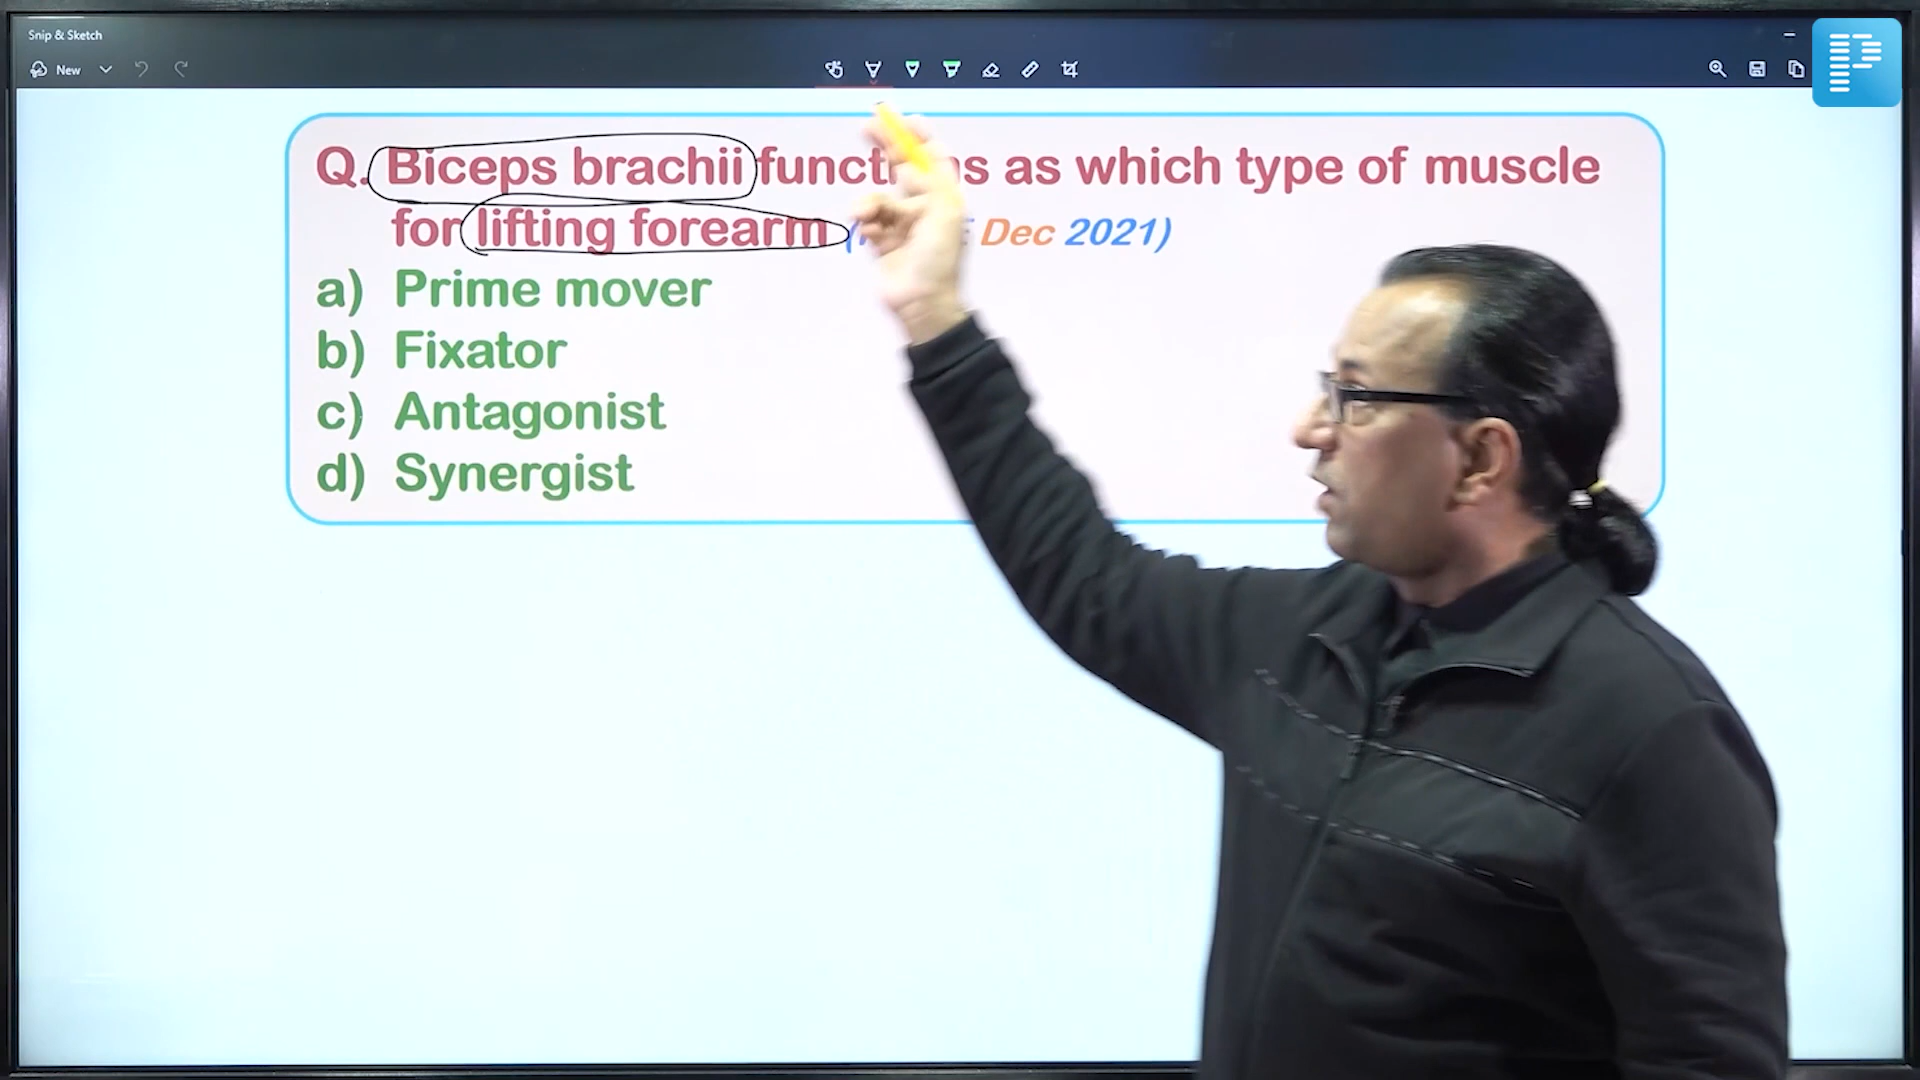 Snip & Sketch
New
Q. Biceps brachii as which type of muscle
for lifting forearm Dec 2021)
a) Prime mover
b) Fixator
c) Antagonist
d) Synergist